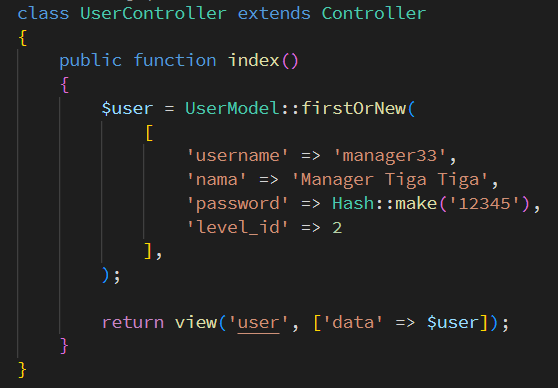 class UserController extends Controller
{
    public function index()
    {
        $user = UserModel::firstOrNew(
            [
                'username' => 'manager33',
                'nama' => 'Manager Tiga Tiga',
                'password' => Hash::make('12345'),
                'level_id' => 2
            ],
        );

        return view('user', ['data' => $user]);
    }
}